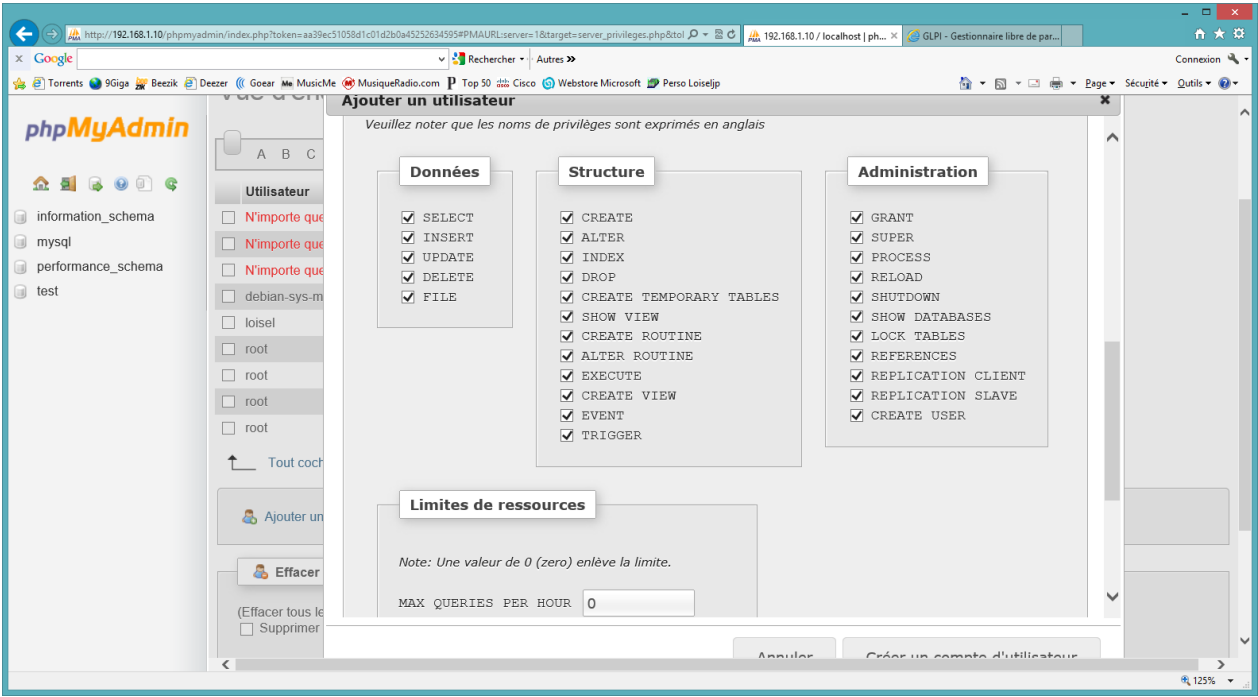 http://192.168.1.10/phpmyadmin/index.php?token=aa39ec51058d1c01d2b0a45252634595#PMAURL:server=1&target=server_privileges.php&tol
192.168.1.10 / localhost | ph...
GLPI - Gestionnaire libre de par...
x Google
Rechercher
Autres »
Connexion
Torrents
9Giga
Beezik
Deezer
Goear
Me MusicMe
MusiqueRadio.com
Top 50
Cisco
Webstore Microsoft
Perso Loiseljp
Page
Sécurité
Outils
phpMyAdmin
information_schema
mysql
performance_schema
test
Vue d'en
A B C
Utilisateur
N'importe que
N'importe que
N'importe que
debian-sys-m
loisel
root
root
root
root
Tout coch
Ajouter un
Effacer
(Effacer tous le
Supprimer
Ajouter un utilisateur
Veuillez noter que les noms de privilèges sont exprimés en anglais
Données
SELECT
INSERT
UPDATE
DELETE
FILE
Structure
CREATE
ALTER
INDEX
DROP
CREATE TEMPORARY TABLES
SHOW VIEW
CREATE ROUTINE
ALTER ROUTINE
EXECUTE
CREATE VIEW
EVENT
TRIGGER
Administration
GRANT
SUPER
PROCESS
RELOAD
SHUTDOWN
SHOW DATABASES
LOCK TABLES
REFERENCES
REPLICATION CLIENT
REPLICATION SLAVE
CREATE USER
Limites de ressources
Note: Une valeur de 0 (zero) enlève la limite.
MAX QUERIES PER HOUR 0
Annuler
Créer un compte d'utilisateur
125%